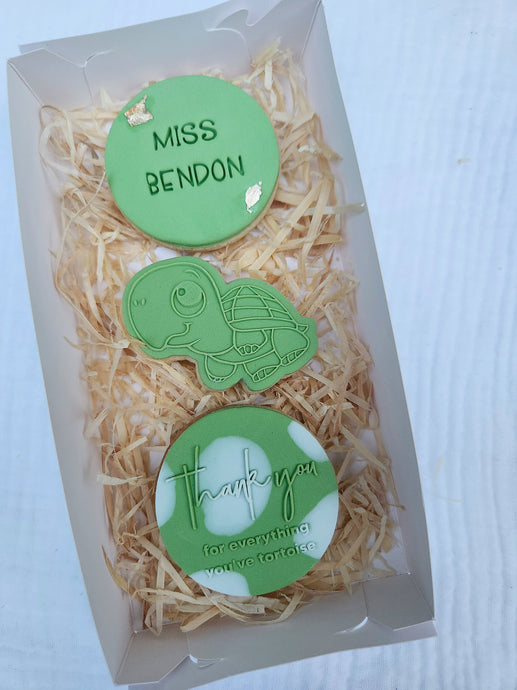 MISS
BENDON
thank you
for everything
you've tortoise